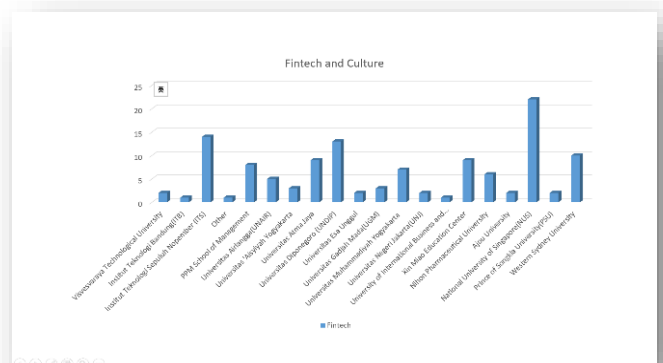 Fintech and Culture
25
20
15
10
5
0
Visvesvaraya Technological University
Institut Teknologi Bandung(ITB)
Institut Teknologi Sepuluh Nopember (ITS)
Other
PPM School of Management
Universitas Airlangga(UNAIR)
Universitas 'Aisyiyah Yogyakarta
Universitas Atma Jaya
Universitas Diponegoro (UNDIP)
Universitas Esa Unggul
Universitas Gadjah Mada(UGM)
Universitas Muhammadiyah Yogyakarta
Universitas Negeri Jakarta(UNJ)
University of International Business and...
Xin Miao Education Center
Nihon Pharmaceutical University
Ajou University
National University of Singapore(NUS)
Prince of Songkla University(PSU)
Western Sydney University
Fintech